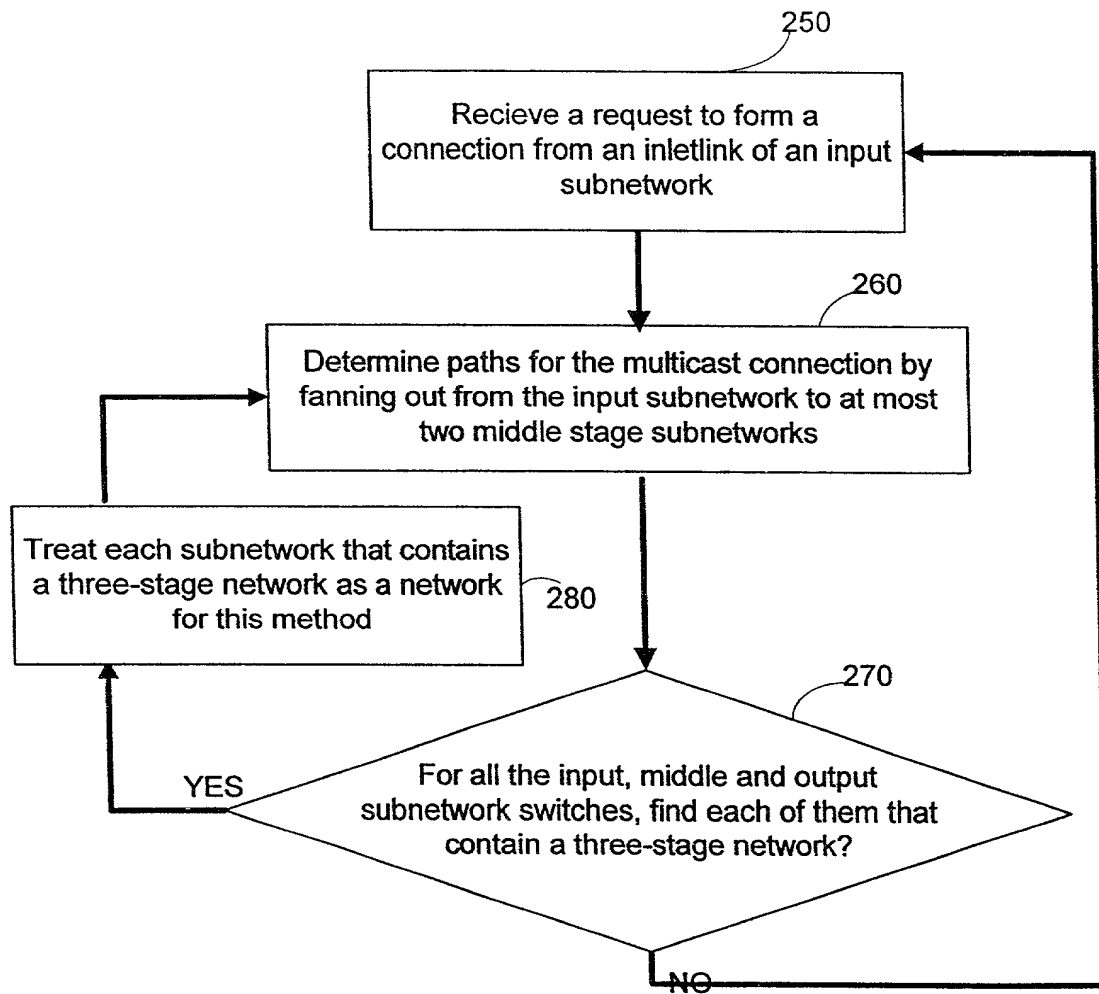 250
Recieve a request to form a
connection from an inletlink of an input
subnetwork
260
Determine paths for the multicast connection by
fanning out from the input subnetwork to at most
two middle stage subnetworks
Treat each subnetwork that contains
a three-stage network as a network
for this method
280
270
YES
For all the input, middle and output
subnetwork switches, find each of them that
contain a three-stage network?
NO